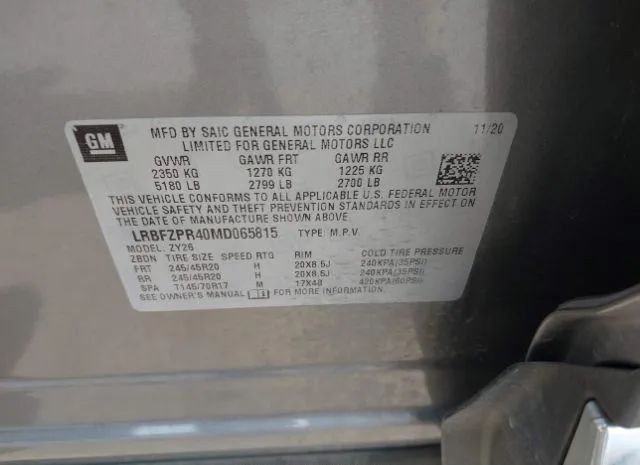 GM
MFD BY SAIC GENERAL MOTORS CORPORATION 11/20
LIMITED FOR GENERAL MOTORS LLC
GVWR GAWR FRT GAWR RR
2350 KG 1270 KG 1225 KG
5180 LB 2799 LB 2700 LB
THIS VEHICLE CONFORMS TO ALL APPLICABLE U.S. FEDERAL MOTOR
VEHICLE SAFETY AND THEFT PREVENTION STANDARDS IN EFFECT ON
THE DATE OF MANUFACTURE SHOWN ABOVE.
LRBFZPR40MD065815 TYPE: M.P.V.
MODEL: ZY26
ZBDN TIRE SIZE SPEED RTG RIM COLD TIRE PRESSURE
FRT 245/45R20 H 20X8.5J 240KPA(35PSI)
RR 245/45R20 H 20X8.5J 240KPA(35PSI)
SPA T145/70R17 M 17X4B 420KPA(60PSI)
SEE OWNER'S MANUAL FOR MORE INFORMATION.